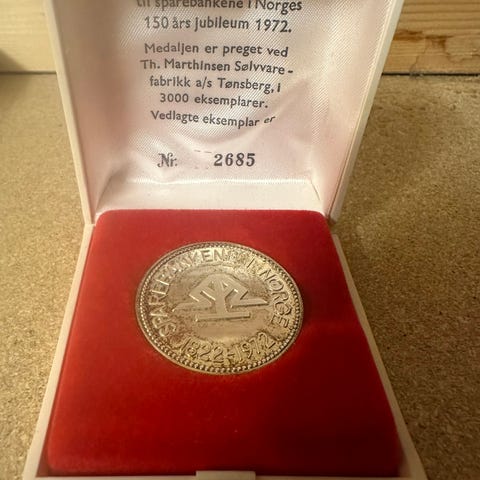 til sparebankene i Norges
150 års jubileum 1972.
Medaljen er preget ved
Th. Marthinsen Sølvvare-
fabrikk a/s Tønsberg, i
3000 eksemplarer.
Vedlagte eksemplar er
Nr. 2685
SPAREBANKENE I NORGE
1822-1972